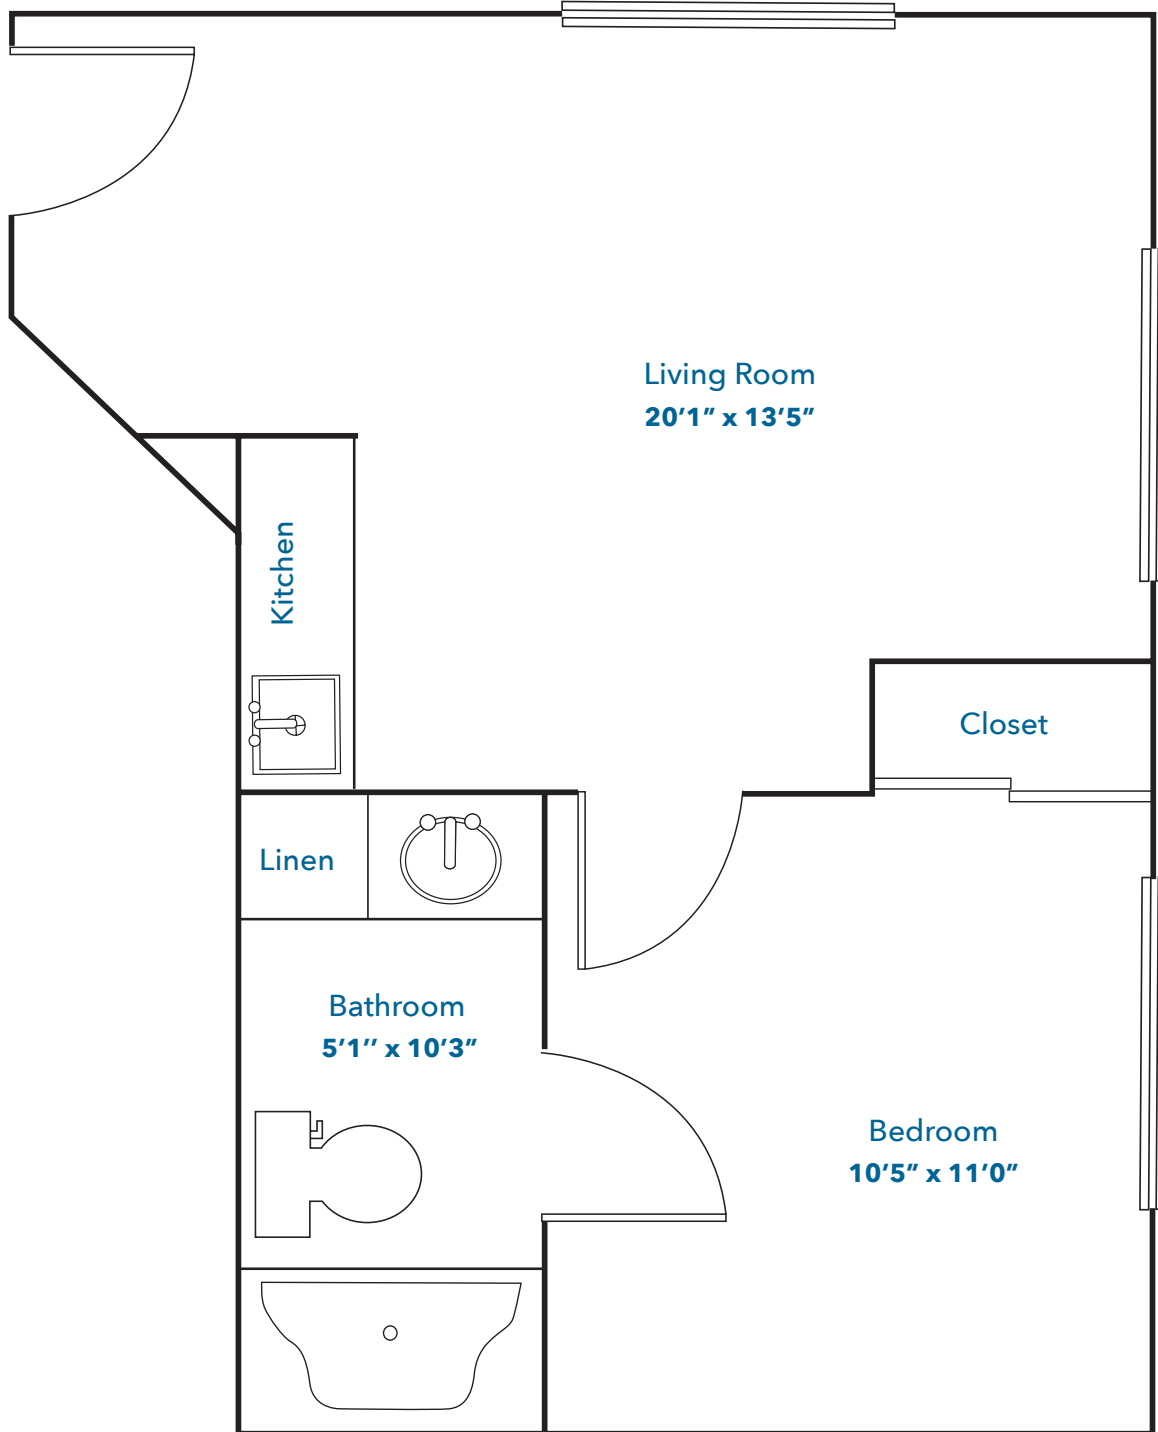 Living Room
20’1” x 13’5”
Kitchen
Closet
Linen
Bathroom
5’1’’ x 10’3”
Bedroom
10’5” x 11’0”